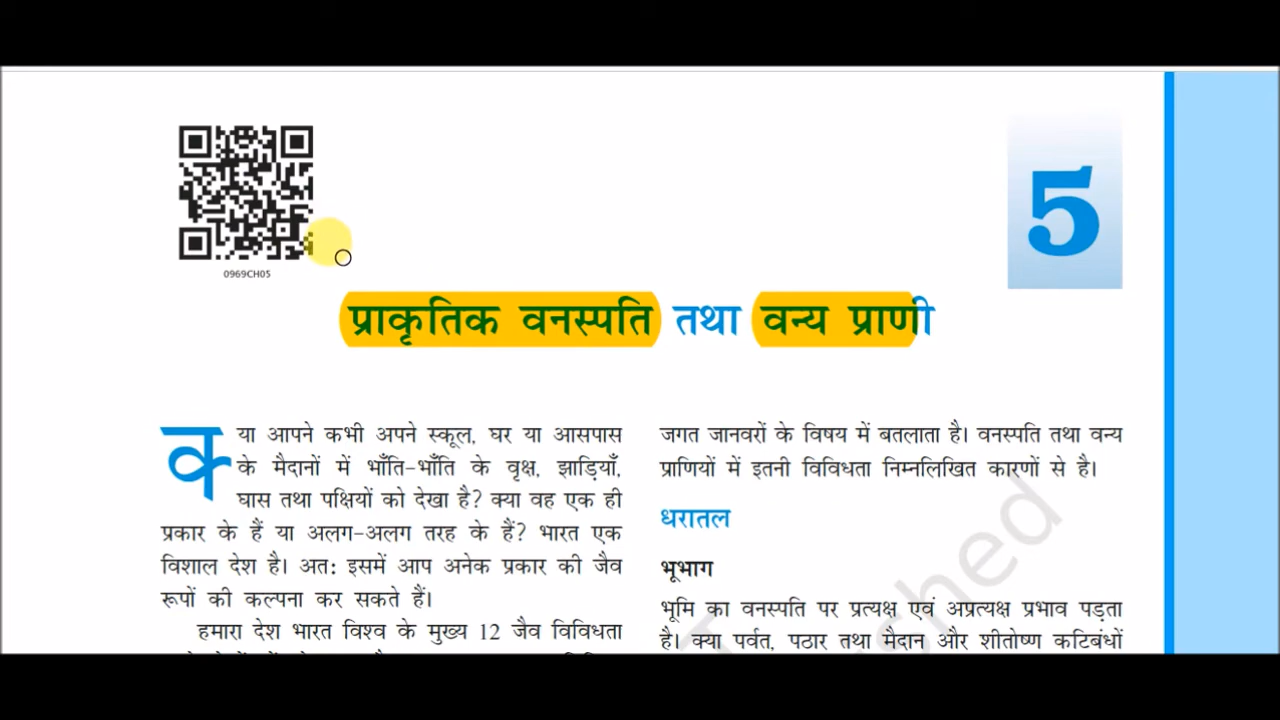 5
0969CH05
प्राकृतिक वनस्पति तथा वन्य प्राणी
क्या आपने कभी अपने स्कूल, घर या आसपास
के मैदानों में भाँति-भाँति के वृक्ष, झाड़ियाँ,
घास तथा पक्षियों को देखा है? क्या वह एक ही
प्रकार के हैं या अलग-अलग तरह के हैं? भारत एक
विशाल देश है। अत: इसमें आप अनेक प्रकार की जैव
रूपों की कल्पना कर सकते हैं।
हमारा देश भारत विश्व के मुख्य 12 जैव विविधता
जगत जानवरों के विषय में बतलाता है। वनस्पति तथा वन्य
प्राणियों में इतनी विविधता निम्नलिखित कारणों से है।
धरातल
भूभाग
भूमि का वनस्पति पर प्रत्यक्ष एवं अप्रत्यक्ष प्रभाव पड़ता
है। क्या पर्वत, पठार तथा मैदान और शीतोष्ण कटिबंधों